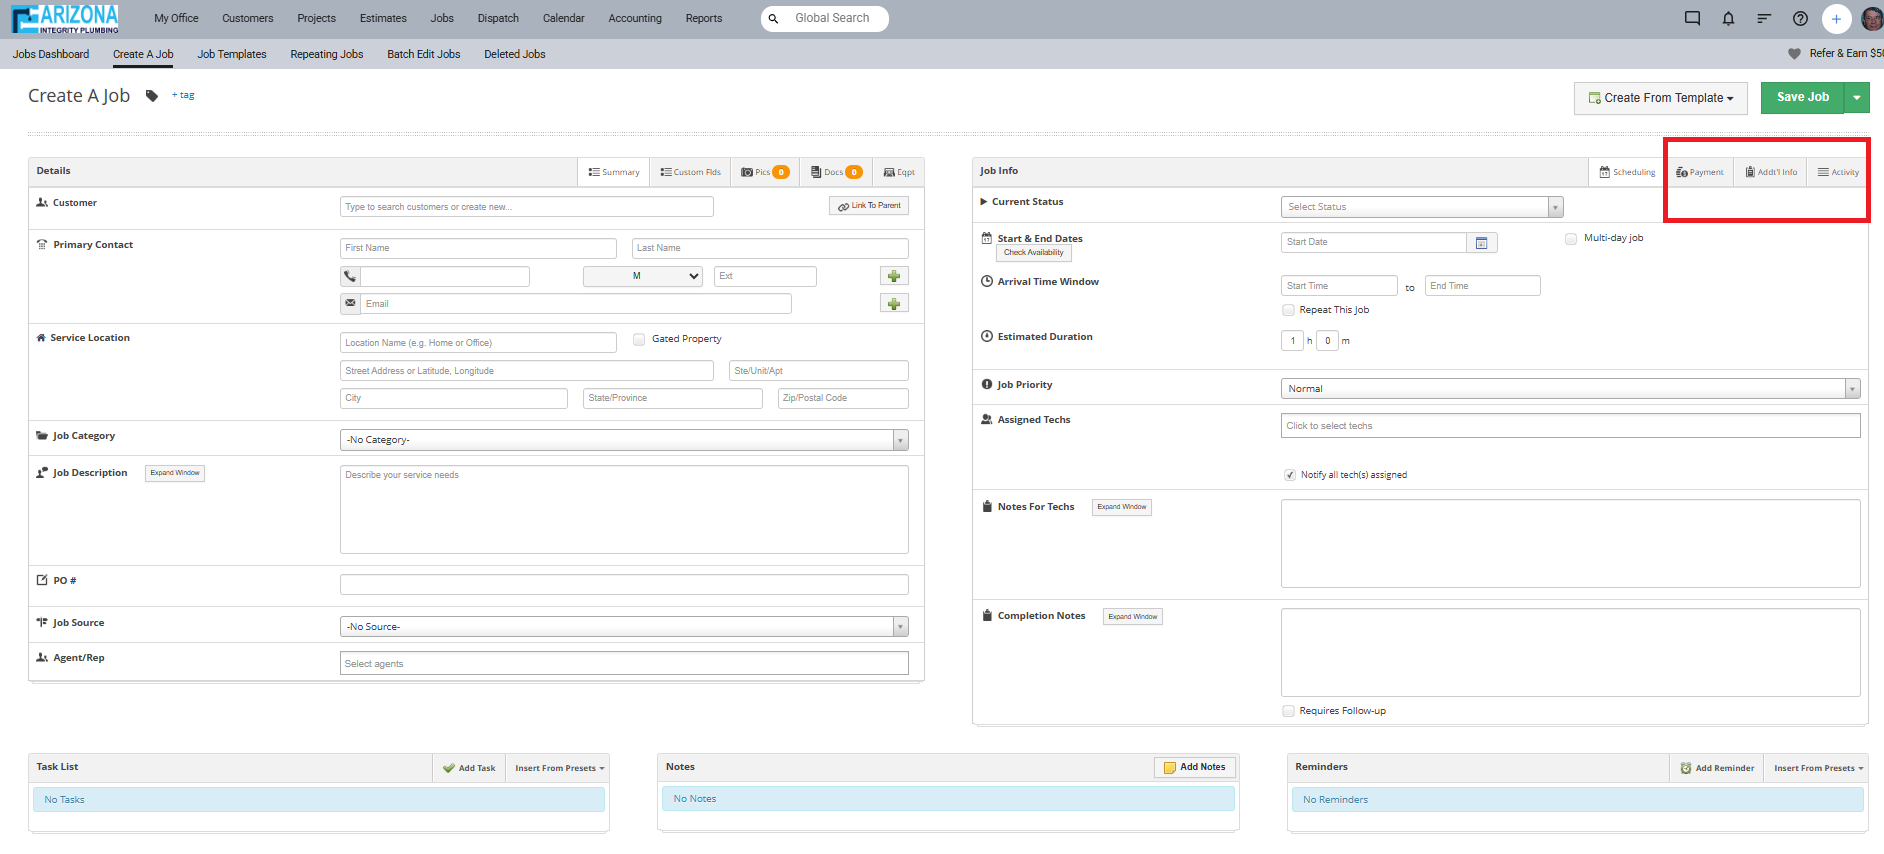 ARIZONA
INTEGRITY PLUMBING
My Office Customers Projects Estimates Jobs Dispatch Calendar Accounting Reports Global Search
Jobs Dashboard Create A Job Job Templates Repeating Jobs Batch Edit Jobs Deleted Jobs Refer & Earn $50
Create A Job + tag Create From Template Save Job
Details Summary Custom Flds Pics 0 Docs 0 Eqpt
Customer Type to search customers or create new... Link To Parent
Primary Contact First Name Last Name
M Ext
Email
Service Location Location Name (e.g. Home or Office) Gated Property
Street Address or Latitude, Longitude Ste/Unit/Apt
City State/Province Zip/Postal Code
Job Category -No Category-
Job Description Expand Window Describe your service needs
PO #
Job Source -No Source-
Agent/Rep Select agents
Job Info Scheduling Payment Addt'l Info Activity
Current Status Select Status
Start & End Dates Start Date 17 Multi-day job
Check Availability
Arrival Time Window Start Time to End Time
Repeat This Job
Estimated Duration 1 h 0 m
Job Priority Normal
Assigned Techs Click to select techs
Notify all tech(s) assigned
Notes For Techs Expand Window
Completion Notes Expand Window
Requires Follow-up
Task List Add Task Insert From Presets
No Tasks
Notes Add Notes
No Notes
Reminders Add Reminder Insert From Presets
No Reminders